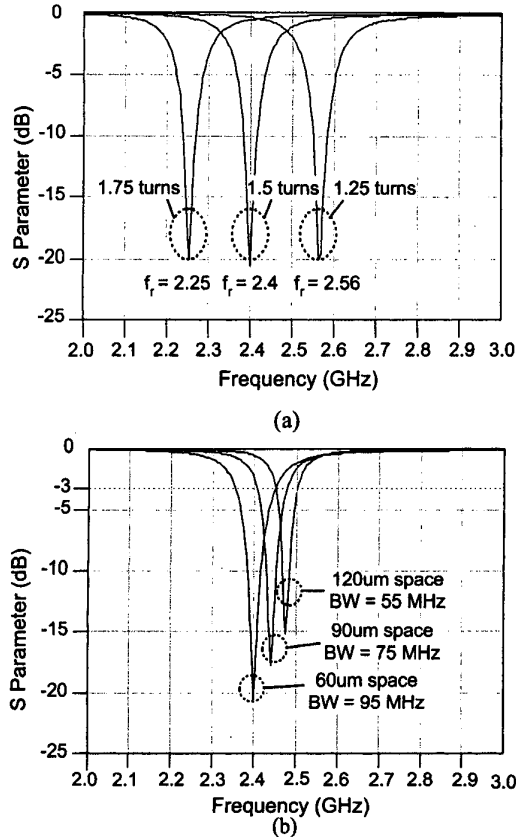 0
-5
-10
-15
-20
-25
S Parameter (dB)
1.75 turns
1.5 turns
1.25 turns
fr = 2.25
fr = 2.4
fr = 2.56
2.0 2.1 2.2 2.3 2.4 2.5 2.6 2.7 2.8 2.9 3.0
Frequency (GHz)
(a)
0
-3
-5
-10
-15
-20
-25
S Parameter (dB)
120um space
BW = 55 MHz
90um space
BW = 75 MHz
60um space
BW = 95 MHz
2.0 2.1 2.2 2.3 2.4 2.5 2.6 2.7 2.8 2.9 3.0
Frequency (GHz)
(b)